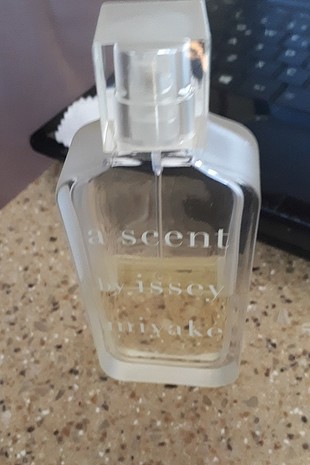 a scent
by issey
miyake